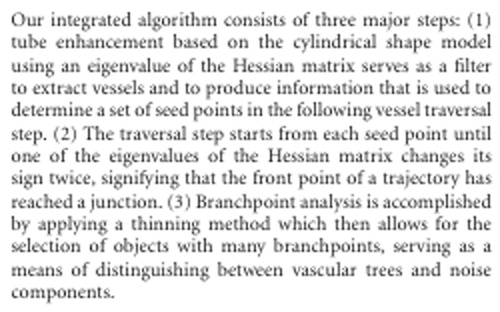 Our integrated algorithm consists of three major steps: (1)
tube enhancement based on the cylindrical shape model
using an eigenvalue of the Hessian matrix serves as a filter
to extract vessels and to produce information that is used to
determine a set of seed points in the following vessel traversal
step. (2) The traversal step starts from each seed point until
one of the eigenvalues of the Hessian matrix changes its
sign twice, signifying that the front point of a trajectory has
reached a junction. (3) Branchpoint analysis is accomplished
by applying a thinning method which then allows for the
selection of objects with many branchpoints, serving as a
means of distinguishing between vascular trees and noise
components.